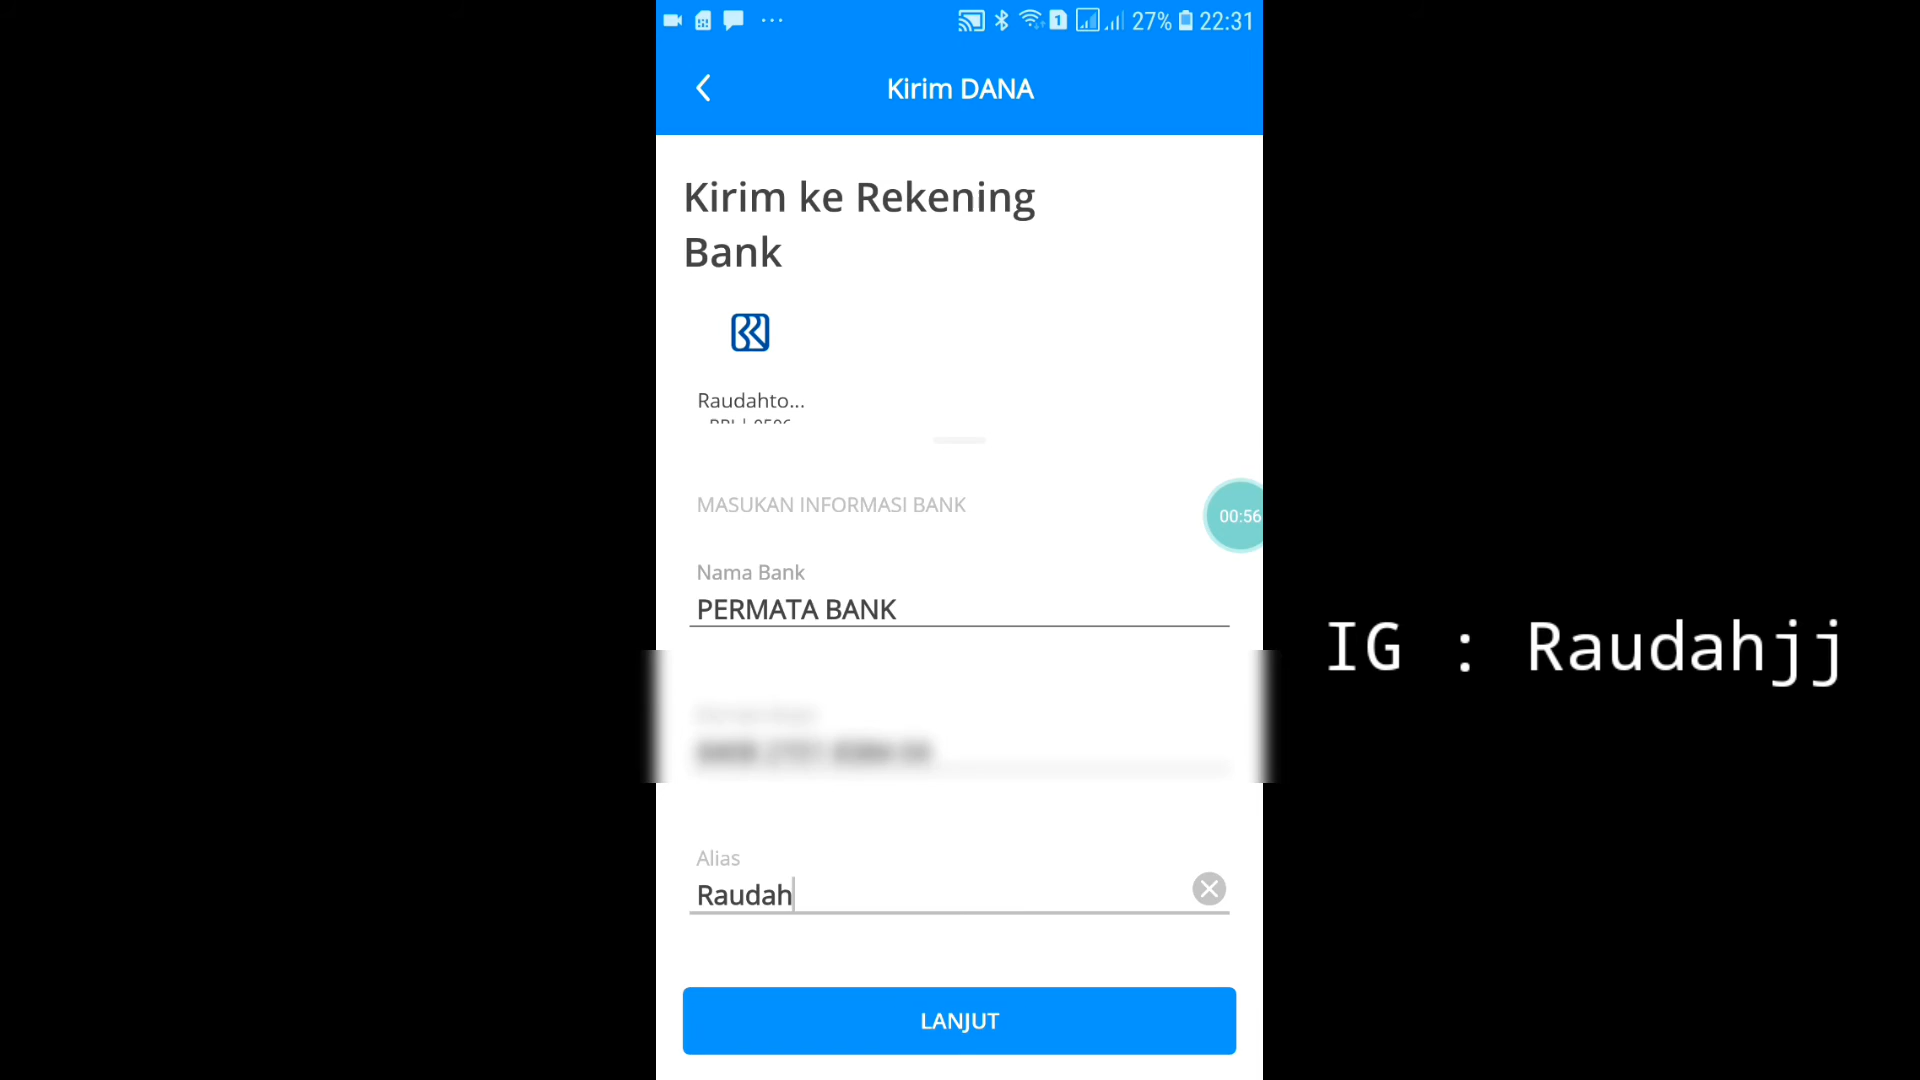 27% 22:31
Kirim DANA
Kirim ke Rekening
Bank
Raudahto...
MASUKAN INFORMASI BANK
00:56
Nama Bank
PERMATA BANK
IG : Raudahjj
Alias
Raudah
LANJUT